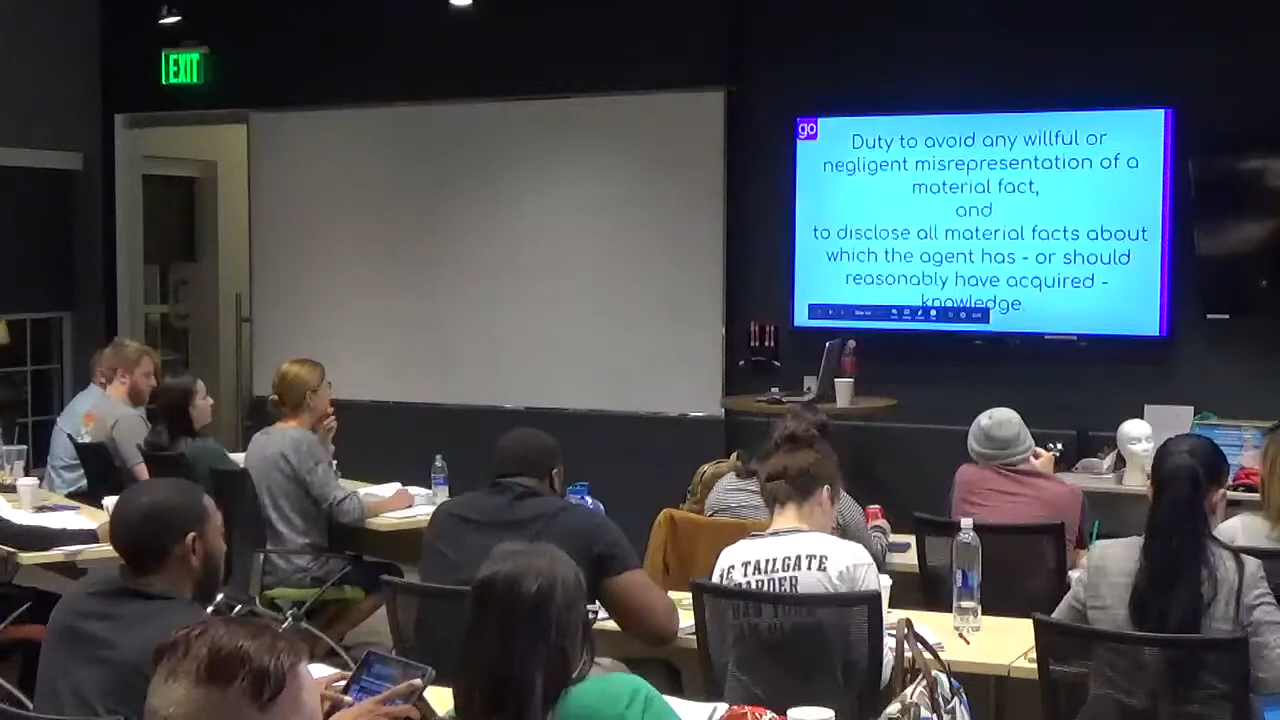 EXIT
go
Duty to avoid any willful or
negligent misrepresentation of a
material fact,
and
to disclose all material facts about
which the agent has - or should
reasonably have acquired -
knowledge.
TAILGATE